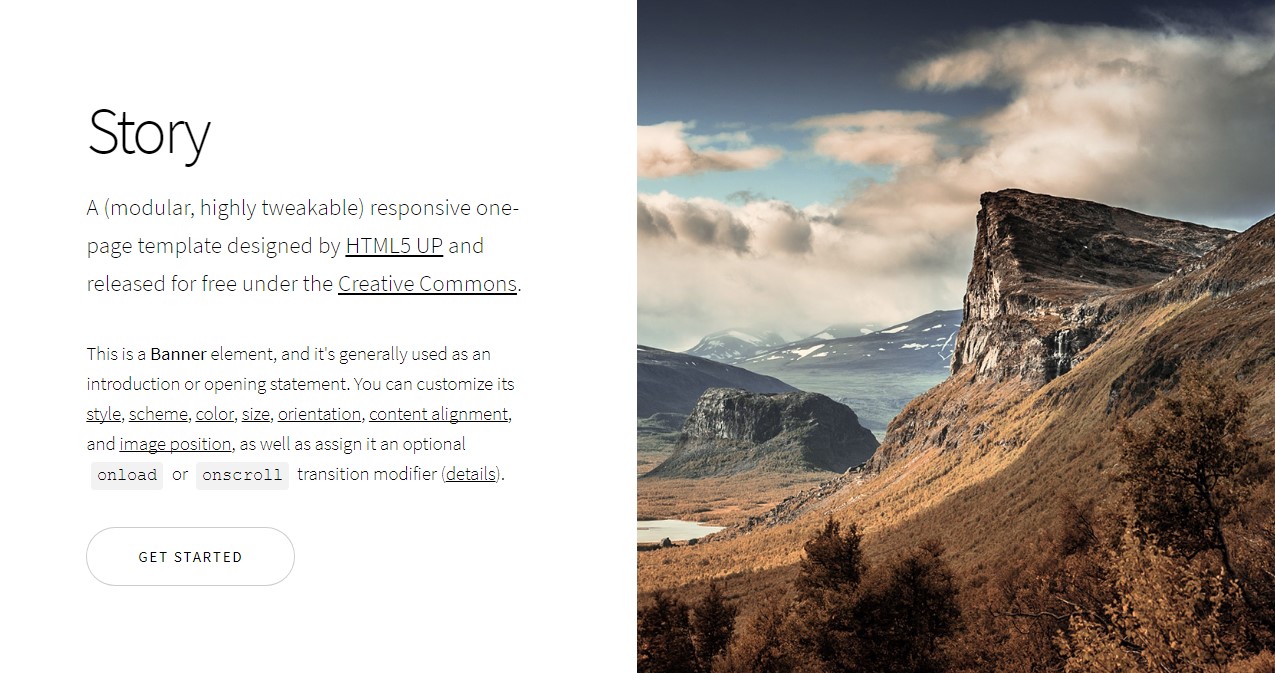 Story
A (modular, highly tweakable) responsive one-
page template designed by HTML5 UP and
released for free under the Creative Commons.
This is a Banner element, and it's generally used as an
introduction or opening statement. You can customize its
style, scheme, color, size, orientation, content alignment,
and image position, as well as assign it an optional
onload or onscroll transition modifier (details).
GET STARTED